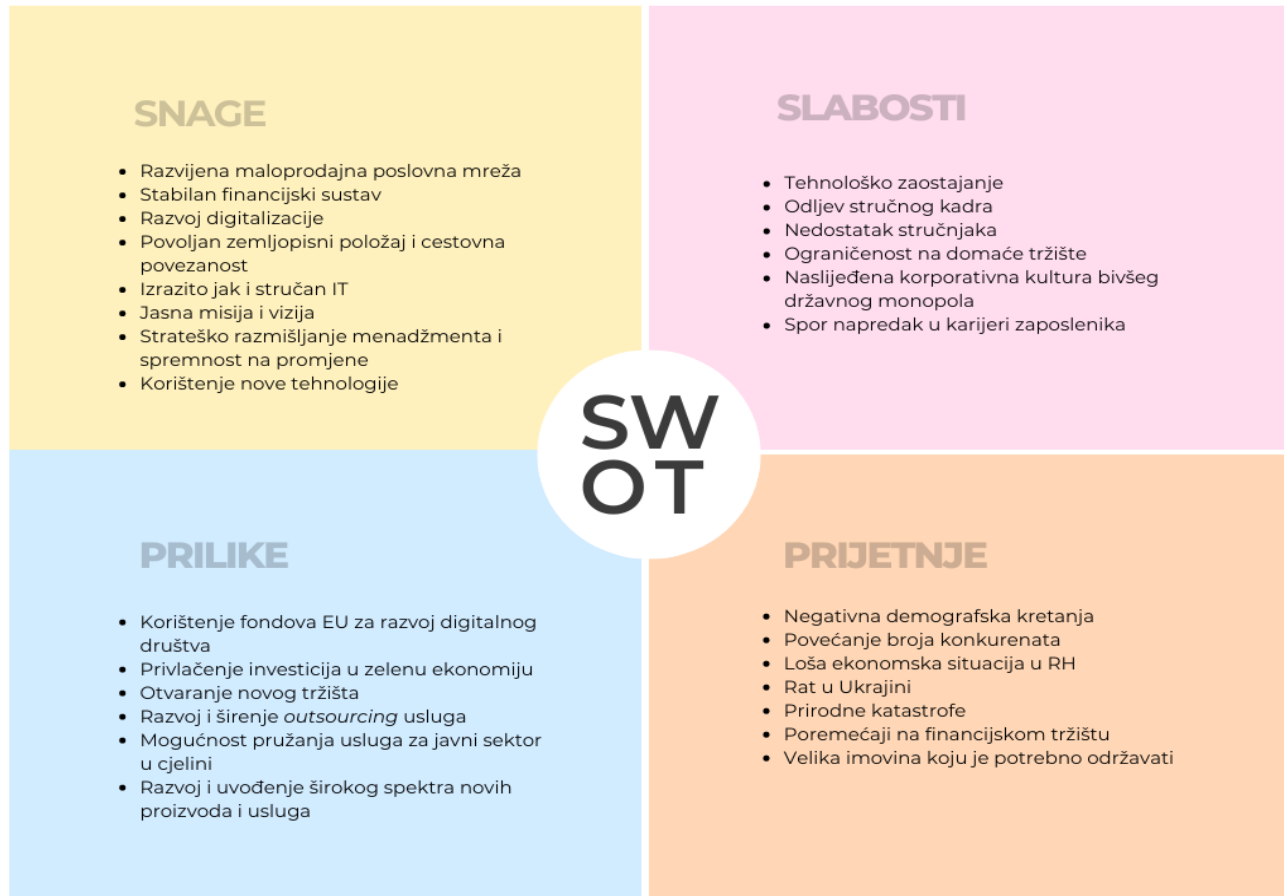 SNAGE
• Razvijena maloprodajna poslovna mreža
• Stabilan financijski sustav
• Razvoj digitalizacije
• Povoljan zemljopisni položaj i cestovna
povezanost
• Izrazito jak i stručan IT
• Jasna misija i vizija
• Strateško razmišljanje menadžmenta i
spremnost na promjene
• Korištenje nove tehnologije
SLABOSTI
• Tehnološko zaostajanje
• Odljev stručnog kadra
• Nedostatak stručnjaka
• Ograničenost na domaće tržište
• Naslijeđena korporativna kultura bivšeg
državnog monopola
• Spor napredak u karijeri zaposlenika
SW
OT
PRILIKE
• Korištenje fondova EU za razvoj digitalnog
društva
• Privlačenje investicija u zelenu ekonomiju
• Otvaranje novog tržišta
• Razvoj i širenje outsourcing usluga
• Mogućnost pružanja usluga za javni sektor
u cjelini
• Razvoj i uvođenje širokog spektra novih
proizvoda i usluga
PRIJETNJE
• Negativna demografska kretanja
• Povećanje broja konkurenata
• Loša ekonomska situacija u RH
• Rat u Ukrajini
• Prirodne katastrofe
• Poremećaji na financijskom tržištu
• Velika imovina koju je potrebno održavati